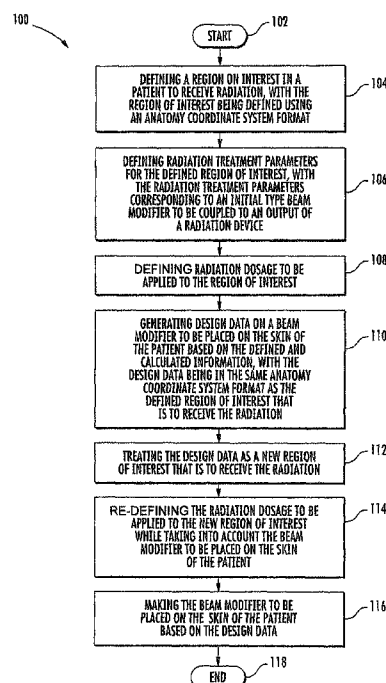 100
102
START
DEFINING A REGION ON INTEREST IN A
PATIENT TO RECEIVE RADIATION, WITH THE
REGION OF INTEREST BEING DEFINED USING
AN ANATOMY COORDINATE SYSTEM FORMAT
104
DEFINING RADIATION TREATMENT PARAMETERS
FOR THE DEFINED REGION OF INTEREST, WITH
THE RADIATION TREATMENT PARAMETERS
CORRESPONDING TO AN INITIAL TYPE BEAM
MODIFIER TO BE COUPLED TO AN OUTPUT OF
A RADIATION DEVICE
106
DEFINING RADIATION DOSAGE TO BE
APPLIED TO THE REGION OF INTEREST
108
GENERATING DESIGN DATA ON A BEAM
MODIFIER TO BE PLACED ON THE SKIN OF
THE PATIENT BASED ON THE DEFINED AND
CALCULATED INFORMATION, WITH THE
DESIGN DATA BEING IN THE SAME ANATOMY
COORDINATE SYSTEM FORMAT AS THE
DEFINED REGION OF INTEREST THAT
IS TO RECEIVE THE RADIATION
110
TREATING THE DESIGN DATA AS A NEW REGION
OF INTEREST THAT IS TO RECEIVE THE RADIATION
112
RE-DEFINING THE RADIATION DOSAGE TO BE
APPLIED TO THE NEW REGION OF INTEREST
WHILE TAKING INTO ACCOUNT THE BEAM
MODIFIER TO BE PLACED ON THE SKIN
OF THE PATIENT
114
MAKING THE BEAM MODIFIER TO BE
PLACED ON THE SKIN OF THE PATIENT
BASED ON THE DESIGN DATA
116
END
118